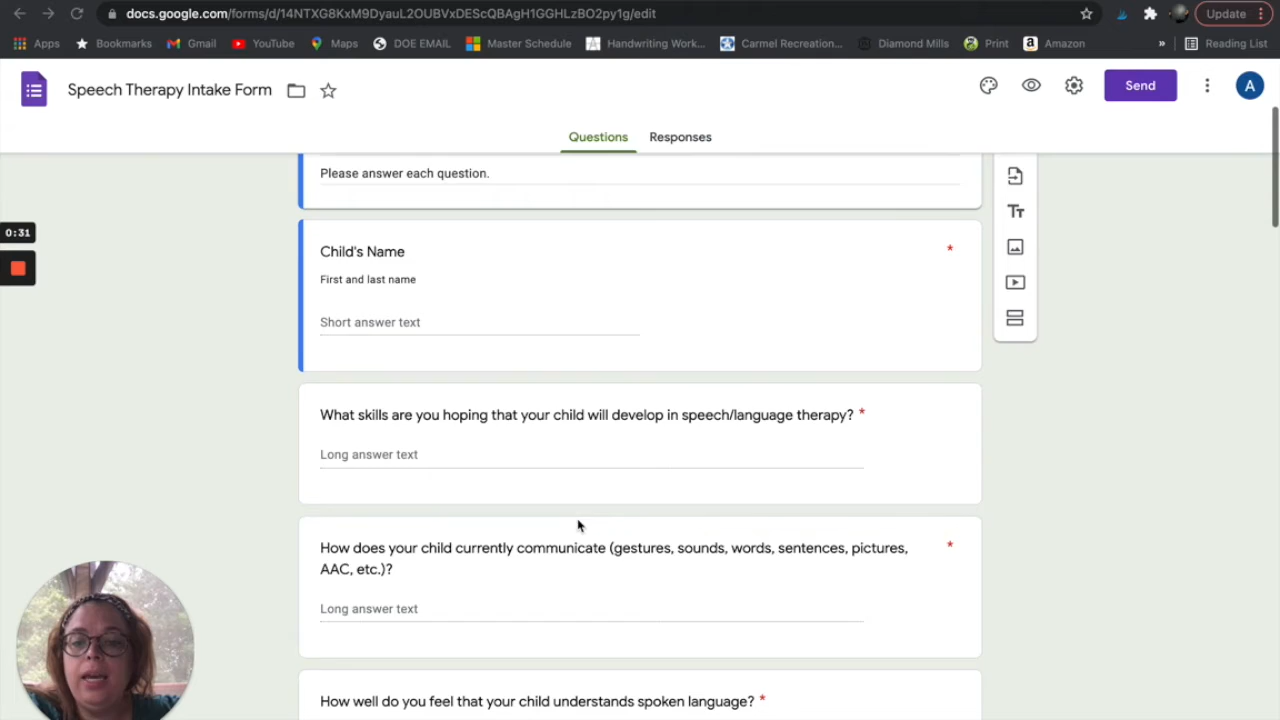 docs.google.com/forms/d/14NTXG8KxM9DyauL2OUBVxDEScQBAgH1GGHLzBO2py1g/edit
Update
Apps Bookmarks Gmail YouTube Maps DOE EMAIL Master Schedule Handwriting Work... Carmel Recreation... Diamond Mills Print Amazon » Reading List
Speech Therapy Intake Form
Send
A
Questions Responses
Please answer each question.
0:31
Child's Name *
First and last name
Short answer text
What skills are you hoping that your child will develop in speech/language therapy? *
Long answer text
How does your child currently communicate (gestures, sounds, words, sentences, pictures, *
AAC, etc.)?
Long answer text
How well do you feel that your child understands spoken language? *